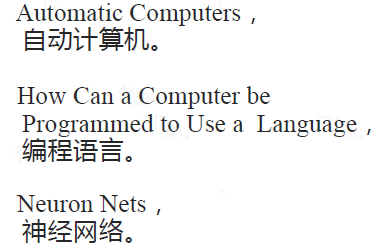 Automatic Computers，
自动计算机。
How Can a Computer be
Programmed to Use a Language，
编程语言。
Neuron Nets，
神经网络。